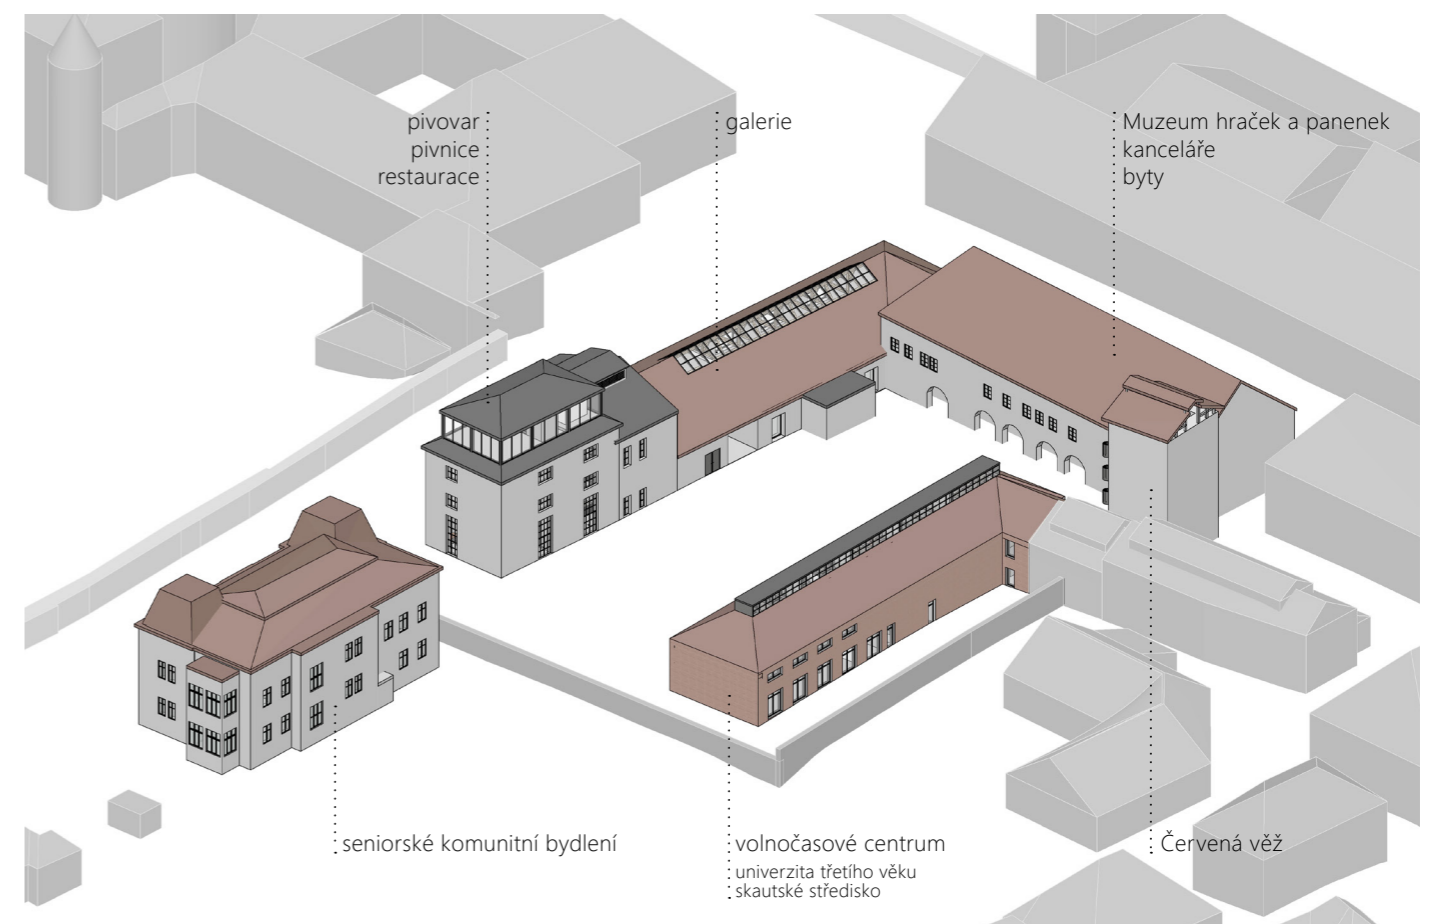 pivovar
pivnice
restaurace
galerie
Muzeum hraček a panenek
kanceláře
byty
seniorské komunitní bydlení
volnočasové centrum
univerzita třetího věku
skautské středisko
Červená věž